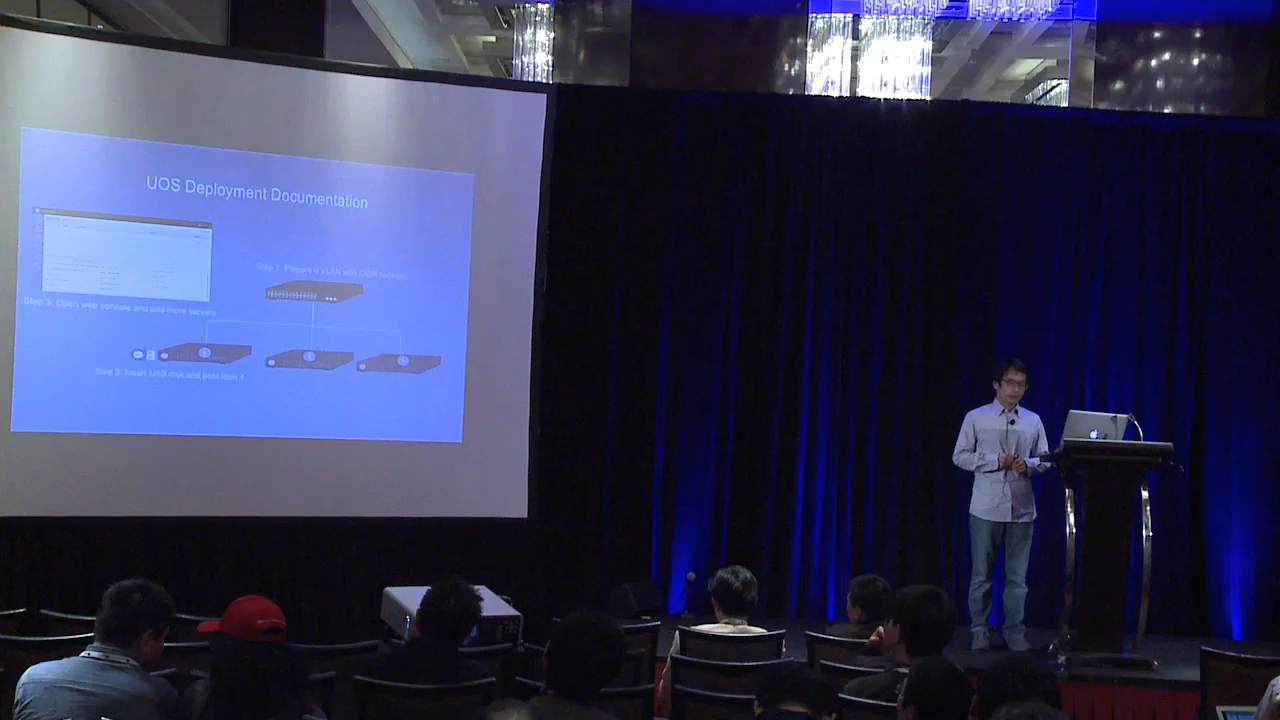 UOS Deployment Documentation
Step 1: Prepare a VLAN with CIDR network
Step 3: Open web console and add more servers
Step 2: Insert USB disk and boot from it